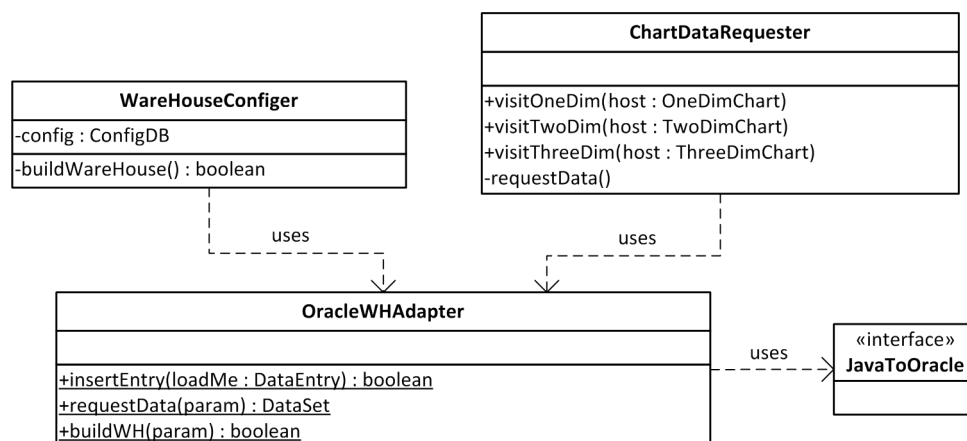 ChartDataRequester
+visitOneDim(host : OneDimChart)
+visitTwoDim(host : TwoDimChart)
+visitThreeDim(host : ThreeDimChart)
-requestData()
WareHouseConfiger
-config : ConfigDB
-buildWareHouse() : boolean
uses
uses
OracleWHAdapter
+insertEntry(loadMe : DataEntry) : boolean
+requestData(param) : DataSet
+buildWH(param) : boolean
uses
«interface»
JavaToOracle